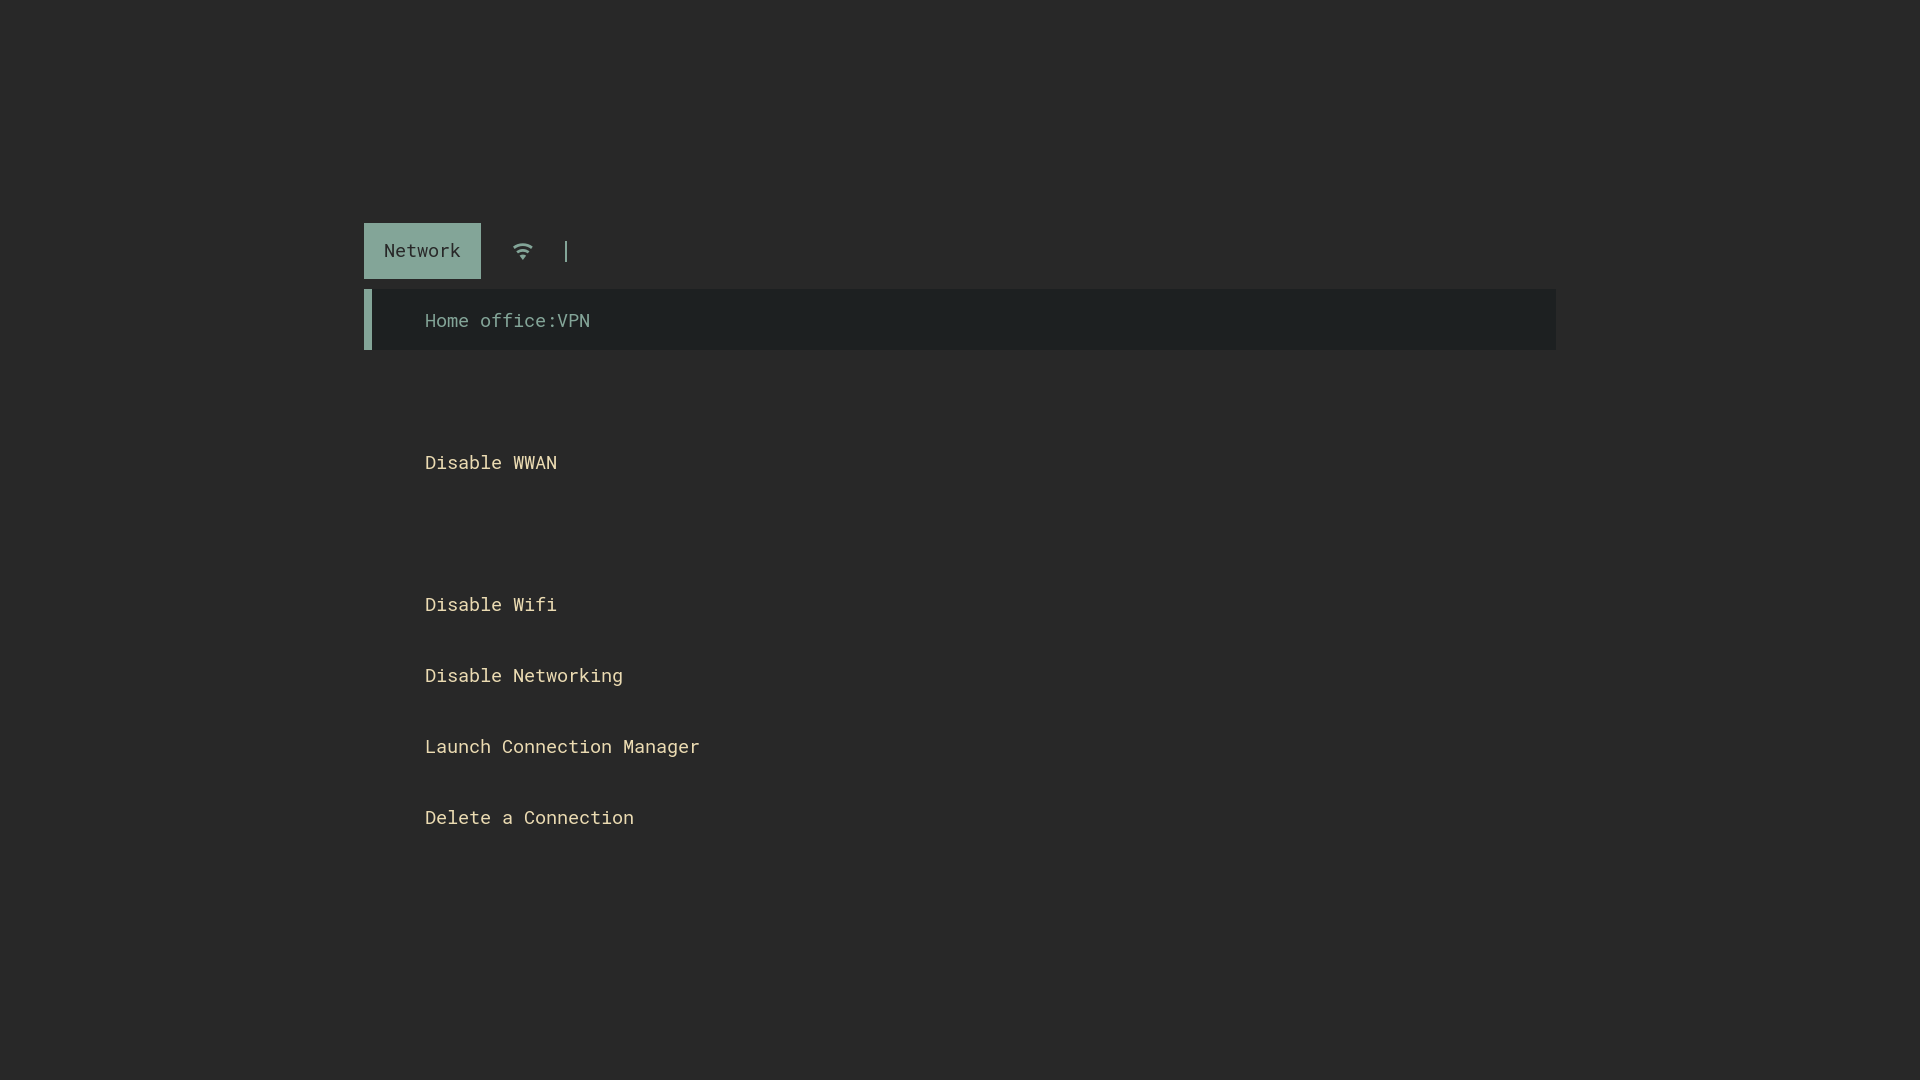 Network
Home office:VPN
Disable WWAN
Disable Wifi
Disable Networking
Launch Connection Manager
Delete a Connection